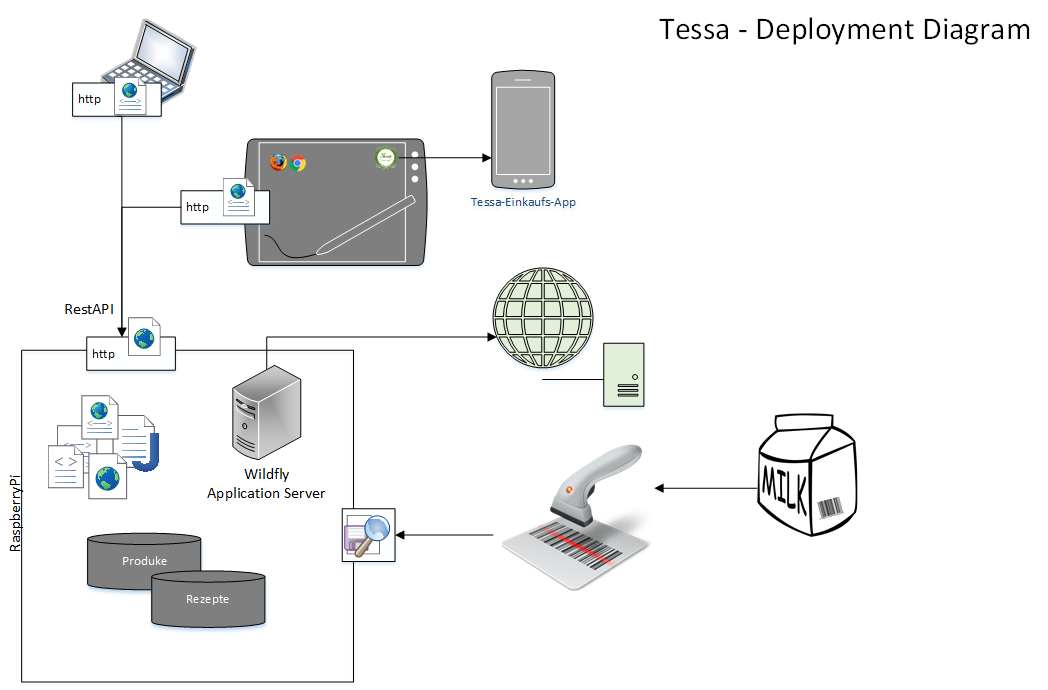 Tessa - Deployment Diagram
http
http
Tessa-Einkaufs-App
RestAPI
http
Wildfly
Application Server
RaspberryPi
MILK
Produke
Rezepte